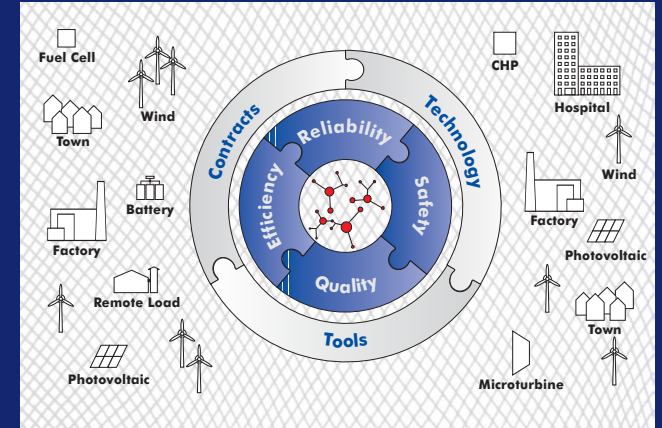 Fuel Cell
Wind
Town
Battery
Factory
Remote Load
Photovoltaic
Contracts
Technology
Tools
Reliability
Safety
Quality
Efficiency
CHP
Hospital
Wind
Factory
Photovoltaic
Town
Microturbine